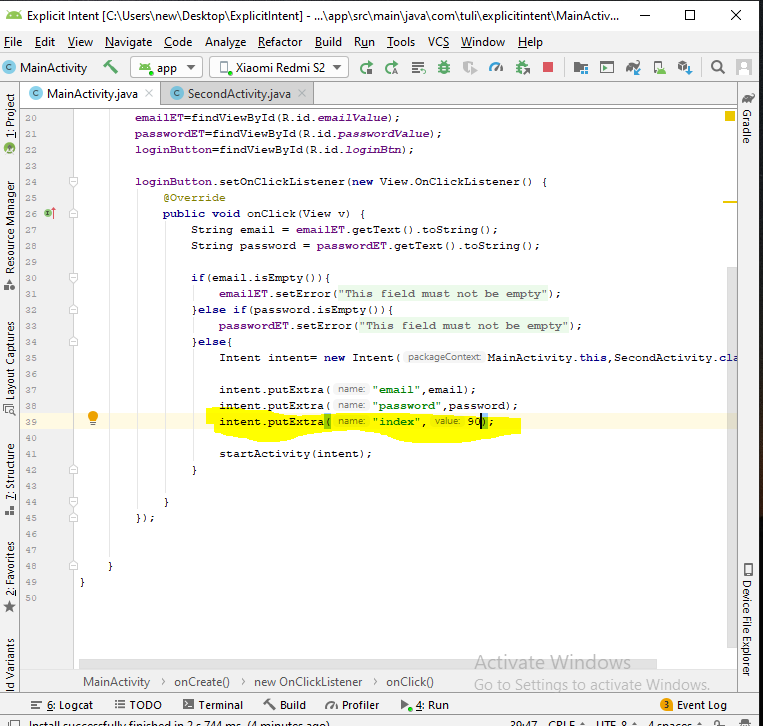 Explicit Intent [C:\Users\new\Desktop\ExplicitIntent] - ...\app\src\main\java\com\tuli\explicitintent\MainActiv...
File Edit View Navigate Code Analyze Refactor Build Run Tools VCS Window Help
MainActivity app Xiaomi Redmi S2
MainActivity.java SecondActivity.java
1: Project
Resource Manager
Layout Captures
7: Structure
2: Favorites
ld Variants
20 emailET=findViewById(R.id.emailValue);
21 passwordET=findViewById(R.id.passwordValue);
22 loginButton=findViewById(R.id.loginBtn);
23
24 loginButton.setOnClickListener(new View.OnClickListener() {
25 @Override
26 public void onClick(View v) {
27 String email = emailET.getText().toString();
28 String password = passwordET.getText().toString();
29
30 if(email.isEmpty()){
31 emailET.setError("This field must not be empty");
32 }else if(password.isEmpty()){
33 passwordET.setError("This field must not be empty");
34 }else{
35 Intent intent= new Intent( packageContext: MainActivity.this,SecondActivity.cla
36
37 intent.putExtra( name: "email",email);
38 intent.putExtra( name: "password",password);
39 intent.putExtra( name: "index", value: 90);
40
41 startActivity(intent);
42 }
43
44 }
45 });
46
47
48 }
49 }
50
Gradle
Device File Explorer
Activate Windows
Go to Settings to activate Windows.
MainActivity > onCreate() > new OnClickListener > onClick()
6: Logcat TODO Terminal Build Profiler 4: Run 3 Event Log
Install successfully finished in 2 s 744 ms. (4 minutes ago) 39:47 CRLF UTF-8 4 spaces